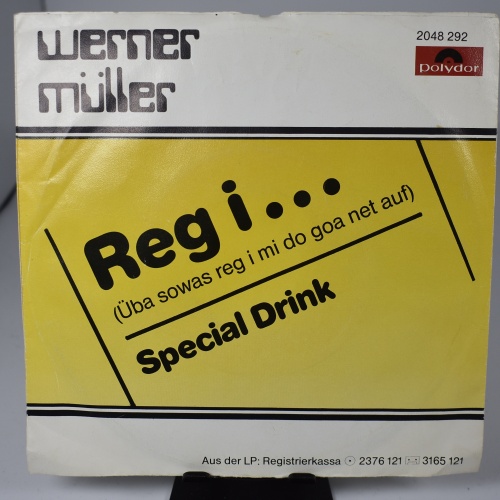 werner
müller
2048 292
Polydor
Reg i...
(Üba sowas reg i mi do goa net auf)
Special Drink
Aus der LP: Registrierkassa 2376 121 3165 121